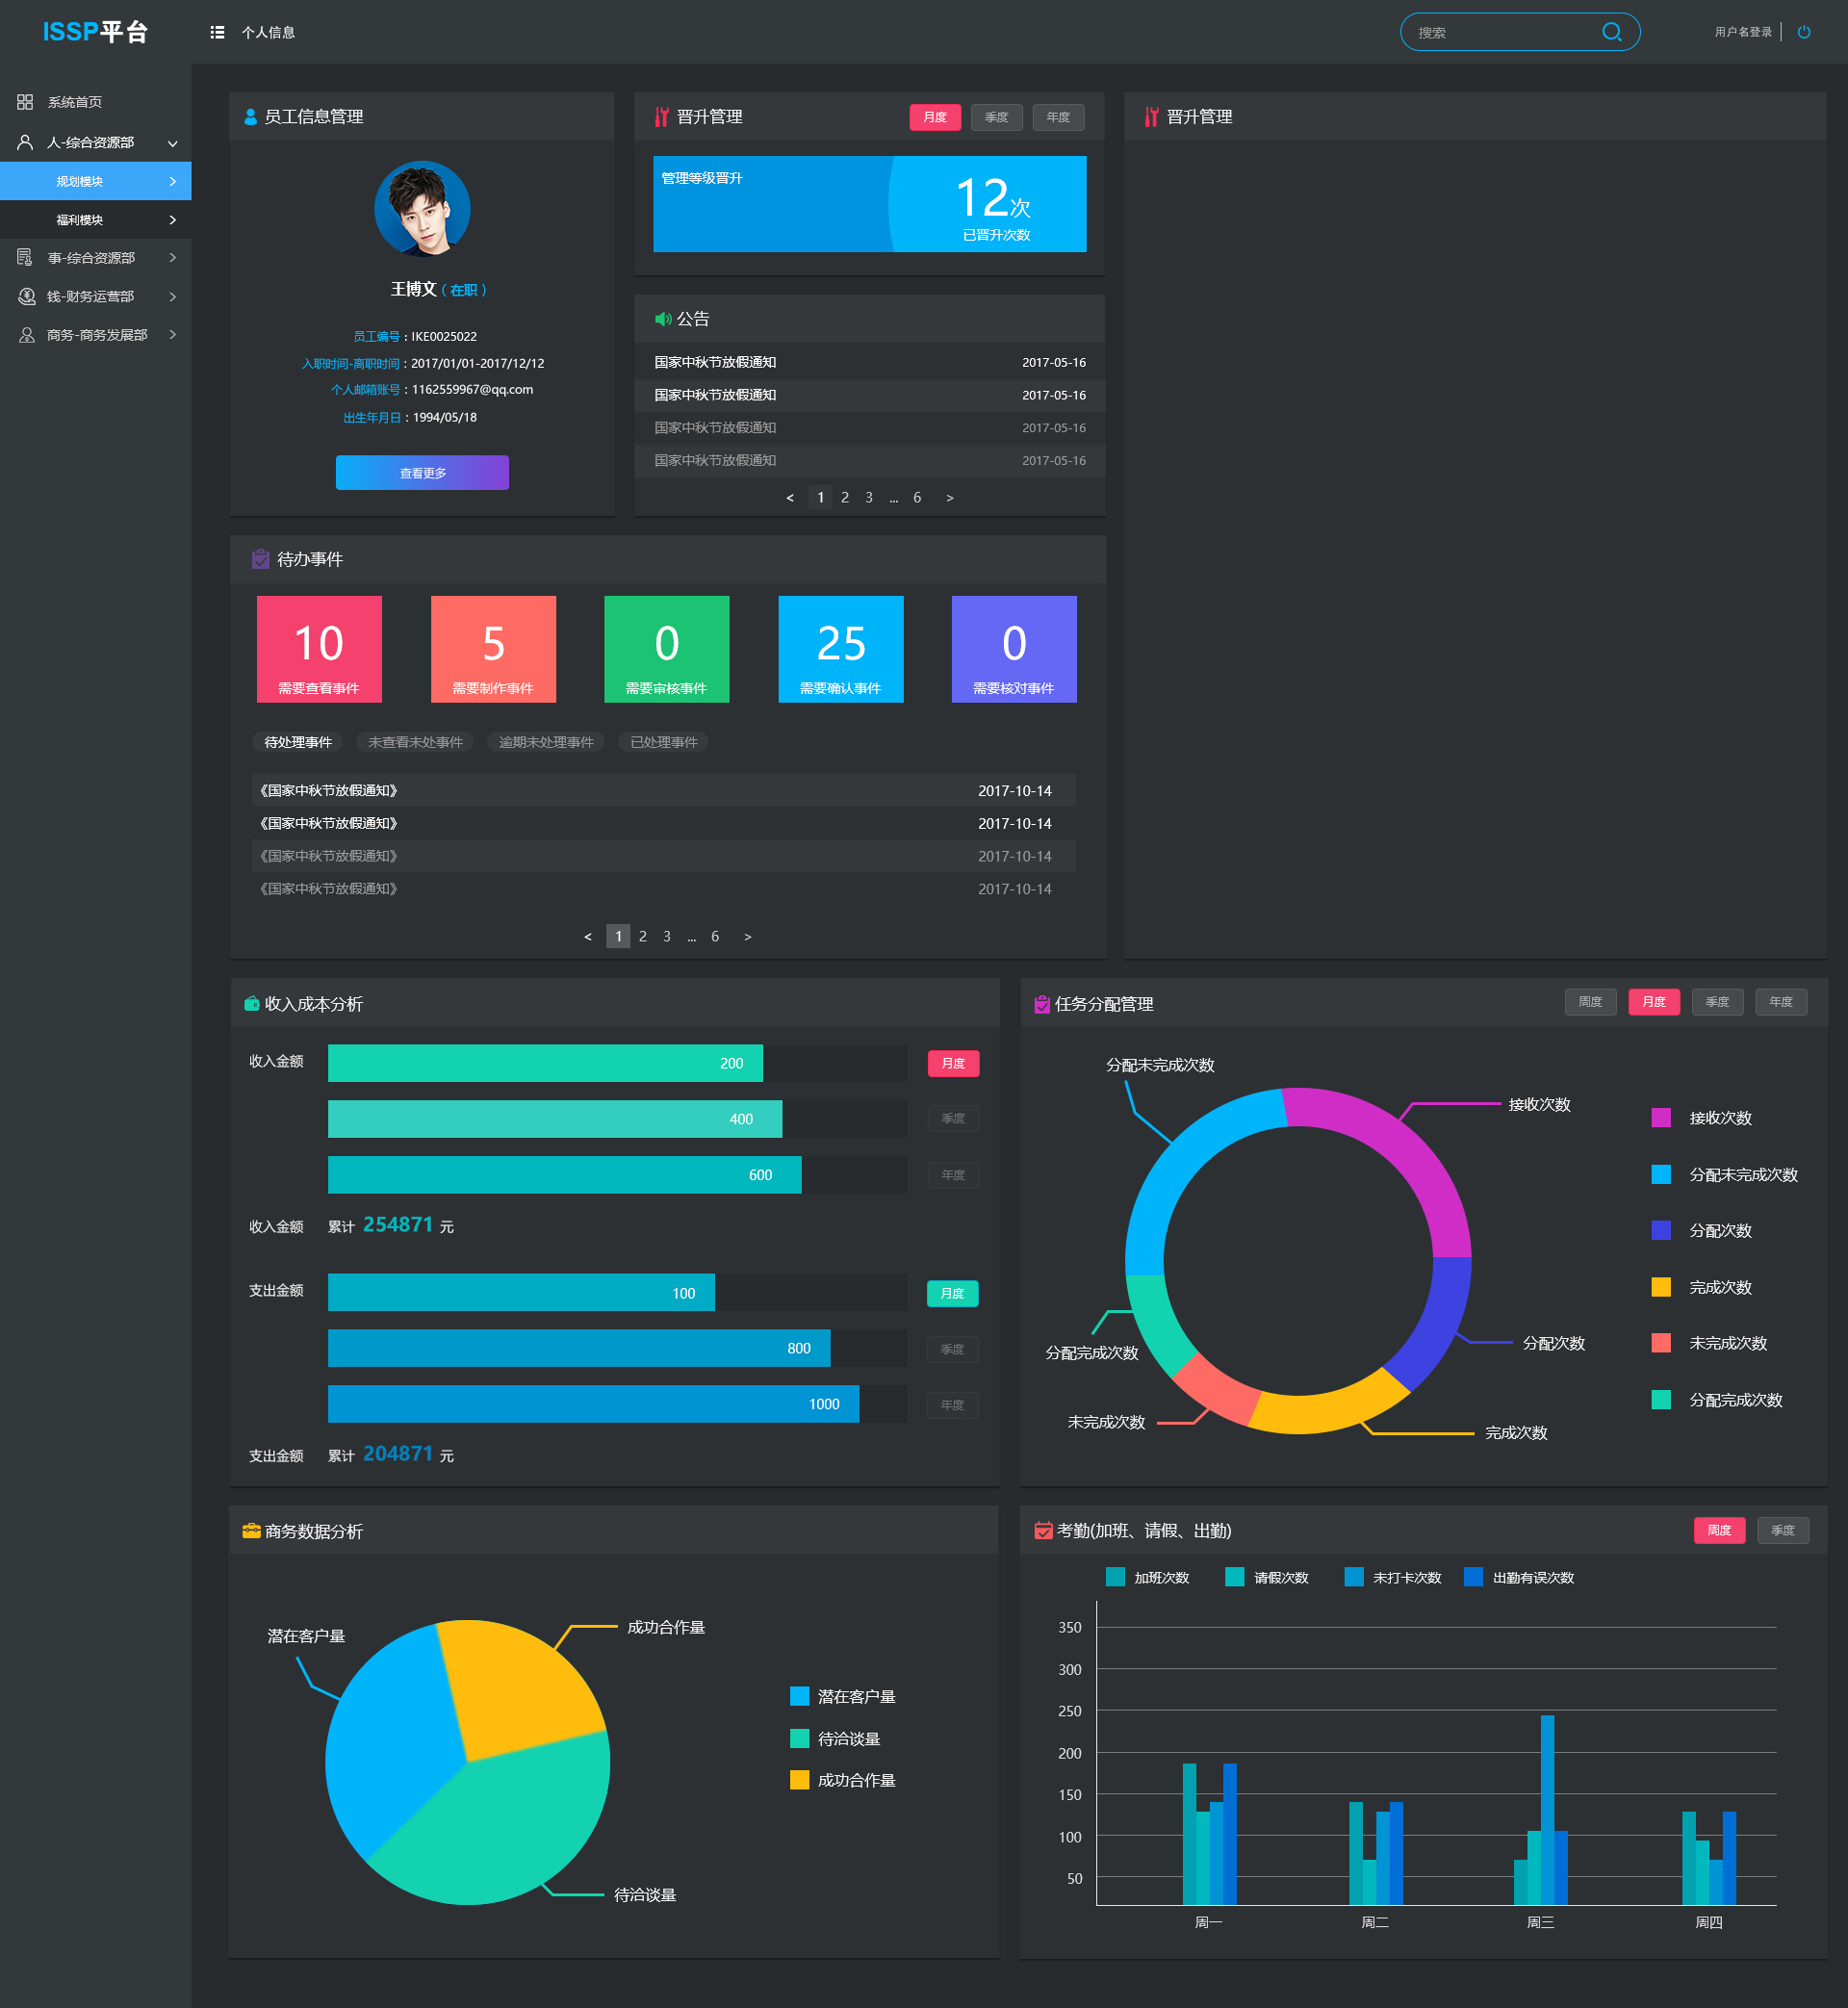 ISSP平台
个人信息
搜索
用户名登录
系统首页
人-综合资源部
规划模块
福利模块
事-综合资源部
钱-财务运营部
商务-商务发展部
员工信息管理
王博文（在职）
员工编号：IKE0025022
入职时间-离职时间：2017/01/01-2017/12/12
个人邮箱账号：1162559967@qq.com
出生年月日：1994/05/18
查看更多
晋升管理
月度 季度 年度
管理等级晋升
12次
已晋升次数
公告
国家中秋节放假通知 2017-05-16
国家中秋节放假通知 2017-05-16
国家中秋节放假通知 2017-05-16
国家中秋节放假通知 2017-05-16
< 1 2 3 ... 6 >
晋升管理
待办事件
10 5 0 25 0
需要查看事件 需要制作事件 需要审核事件 需要确认事件 需要核对事件
待处理事件 未查看未处事件 逾期未处理事件 已处理事件
《国家中秋节放假通知》 2017-10-14
《国家中秋节放假通知》 2017-10-14
《国家中秋节放假通知》 2017-10-14
《国家中秋节放假通知》 2017-10-14
< 1 2 3 ... 6 >
收入成本分析
收入金额 200 月度
400 季度
600 年度
收入金额 累计 254871 元
支出金额 100 月度
800 季度
1000 年度
支出金额 累计 204871 元
任务分配管理
周度 月度 季度 年度
分配未完成次数
接收次数
分配次数
分配完成次数
未完成次数
完成次数
接收次数
分配未完成次数
分配次数
完成次数
未完成次数
分配完成次数
商务数据分析
潜在客户量
成功合作量
待洽谈量
潜在客户量
待洽谈量
成功合作量
考勤(加班、请假、出勤)
周度 季度
加班次数 请假次数 未打卡次数 出勤有误次数
350
300
250
200
150
100
50
周一 周二 周三 周四